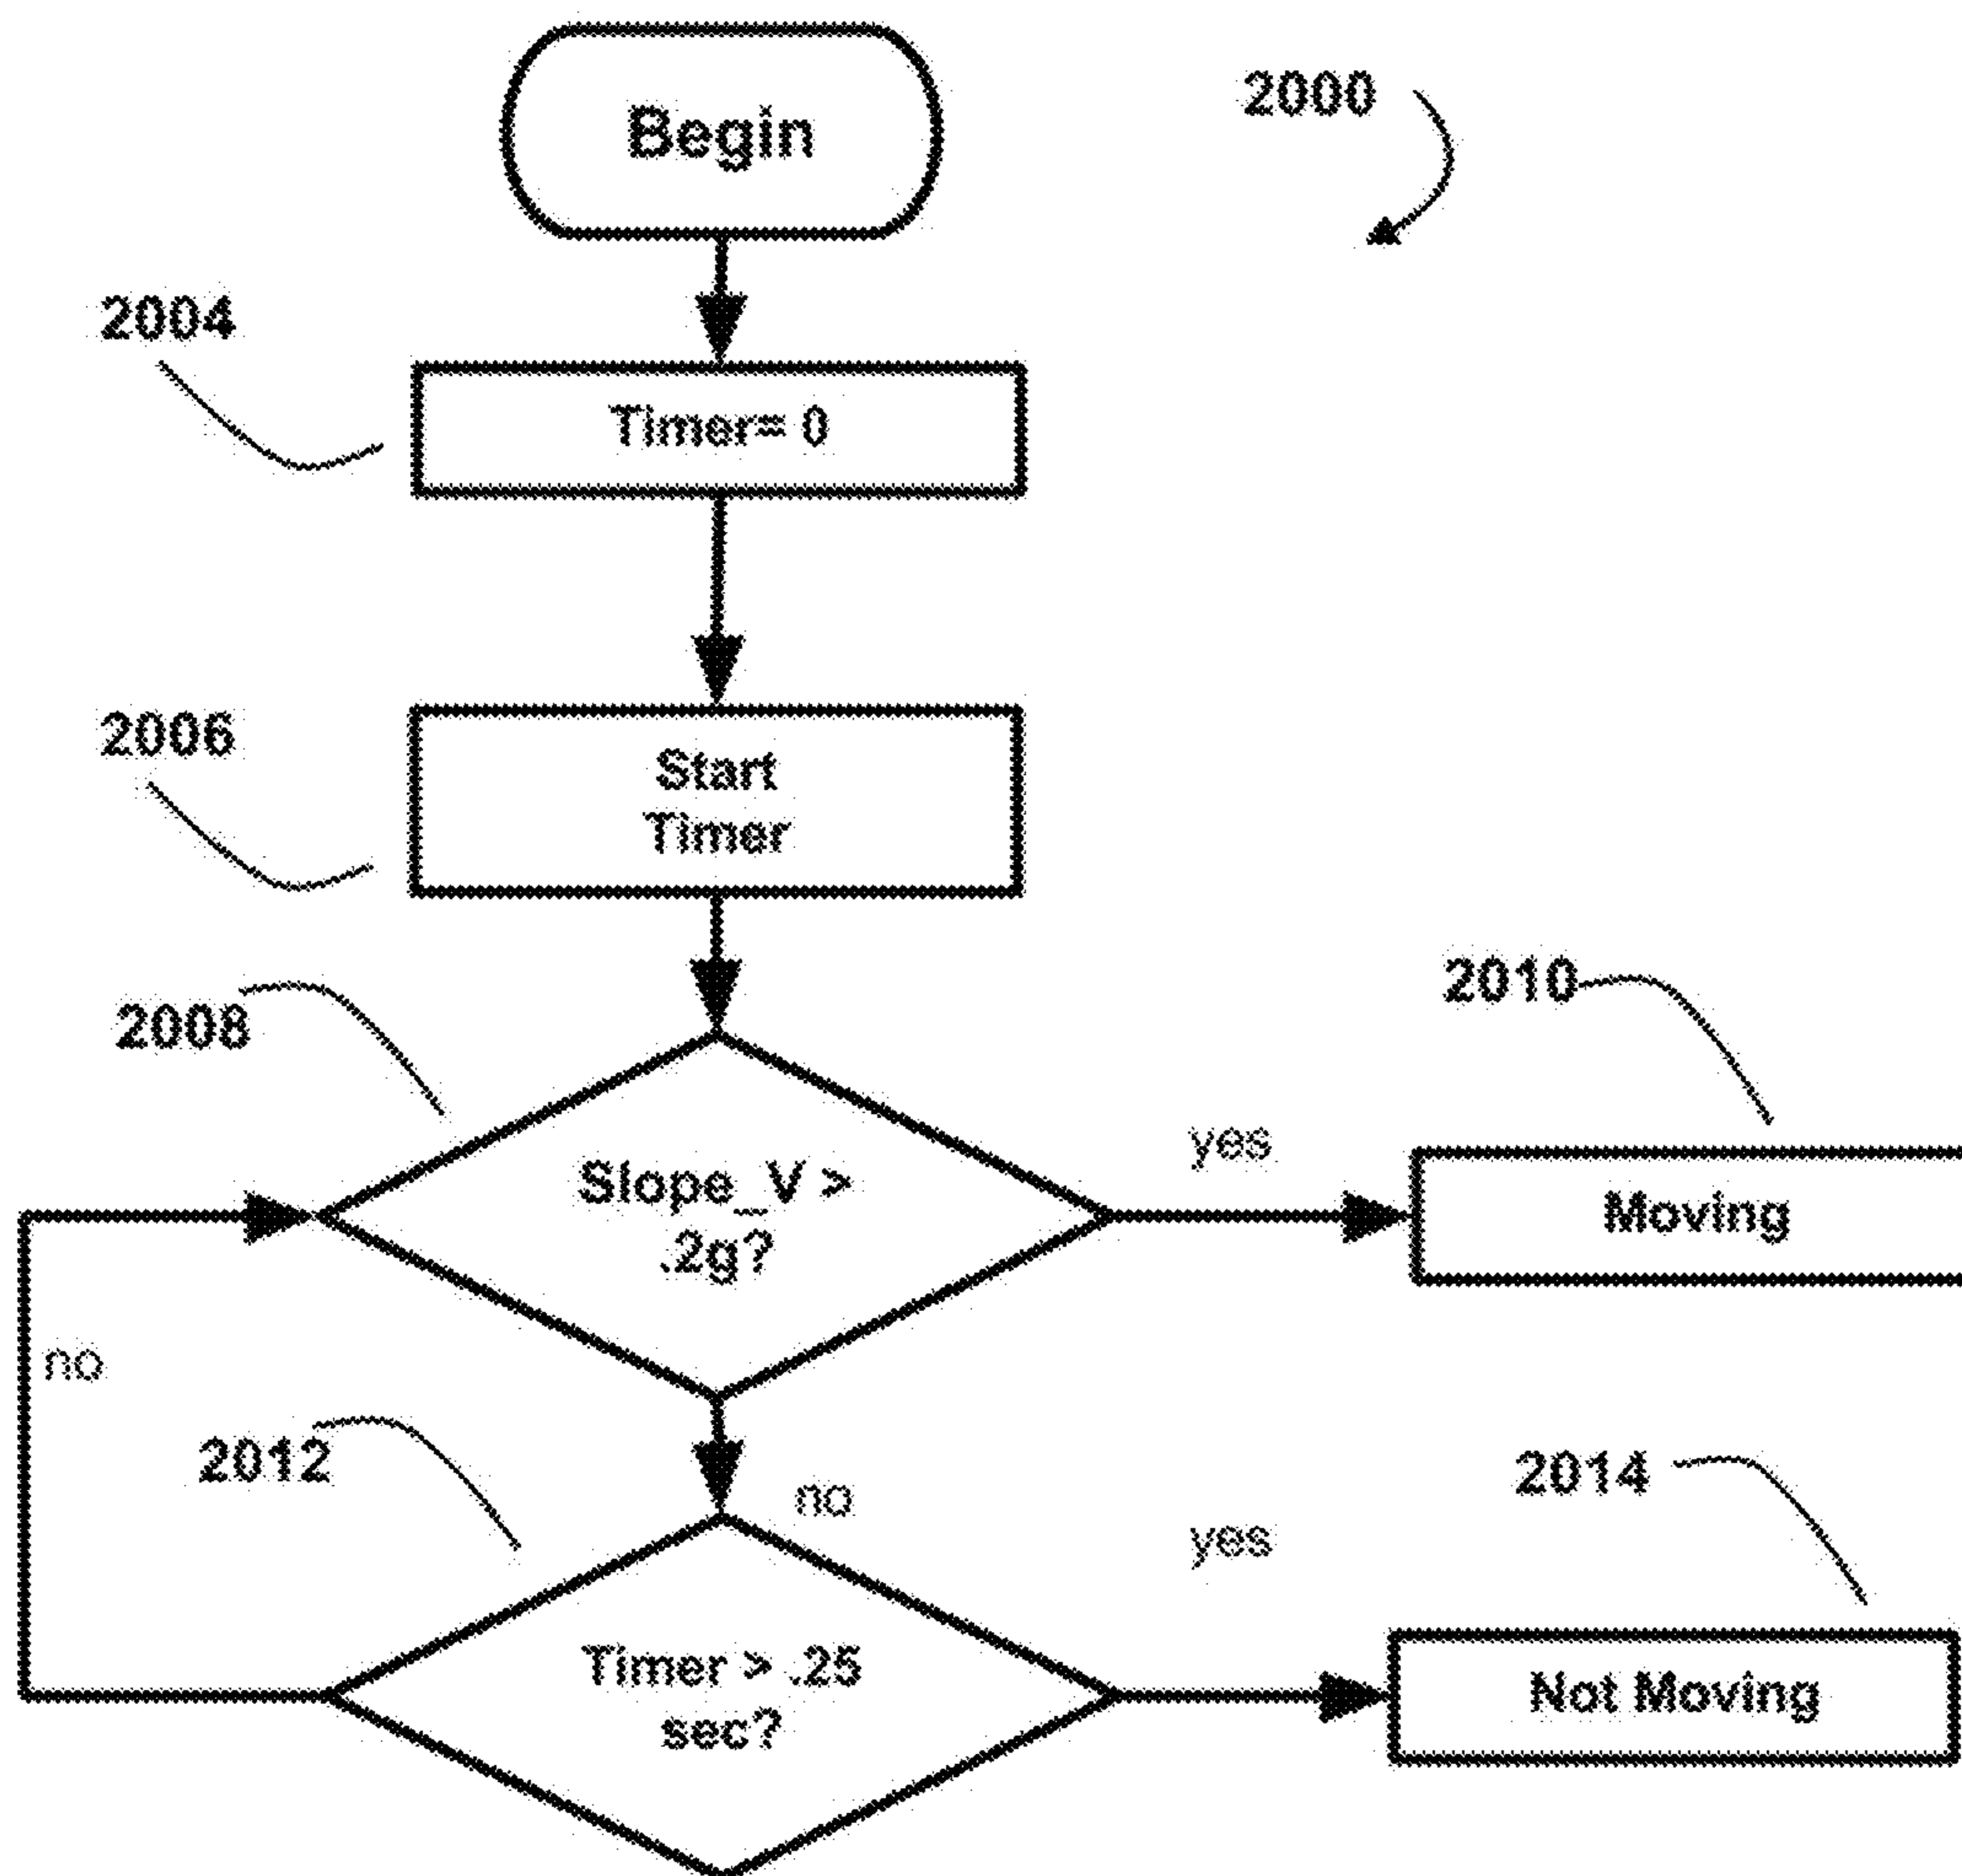 Begin
2000
2004
Timer= 0
2006
Start
Timer
2008
2010
Slope_V >
.2g?
yes
Moving
no
2012
no
2014
yes
Timer > .25
sec?
Not Moving